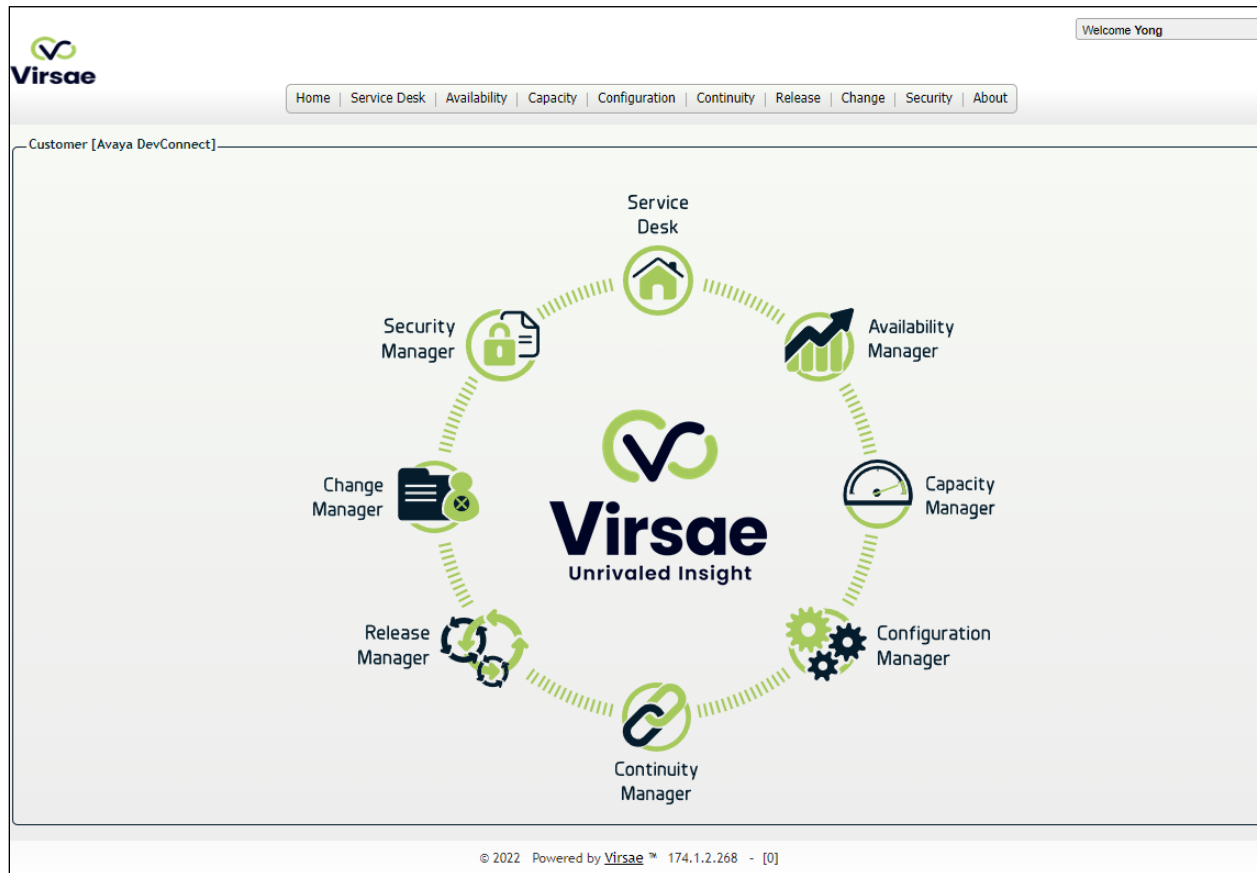 Welcome Yong
Virsae
Home | Service Desk | Availability | Capacity | Configuration | Continuity | Release | Change | Security | About
Customer [Avaya DevConnect]
Service
Desk
Security
Manager
Availability
Manager
Change
Manager
Capacity
Manager
Virsae
Unrivaled Insight
Release
Manager
Configuration
Manager
Continuity
Manager
© 2022 Powered by Virsae ™ 174.1.2.268 - [0]